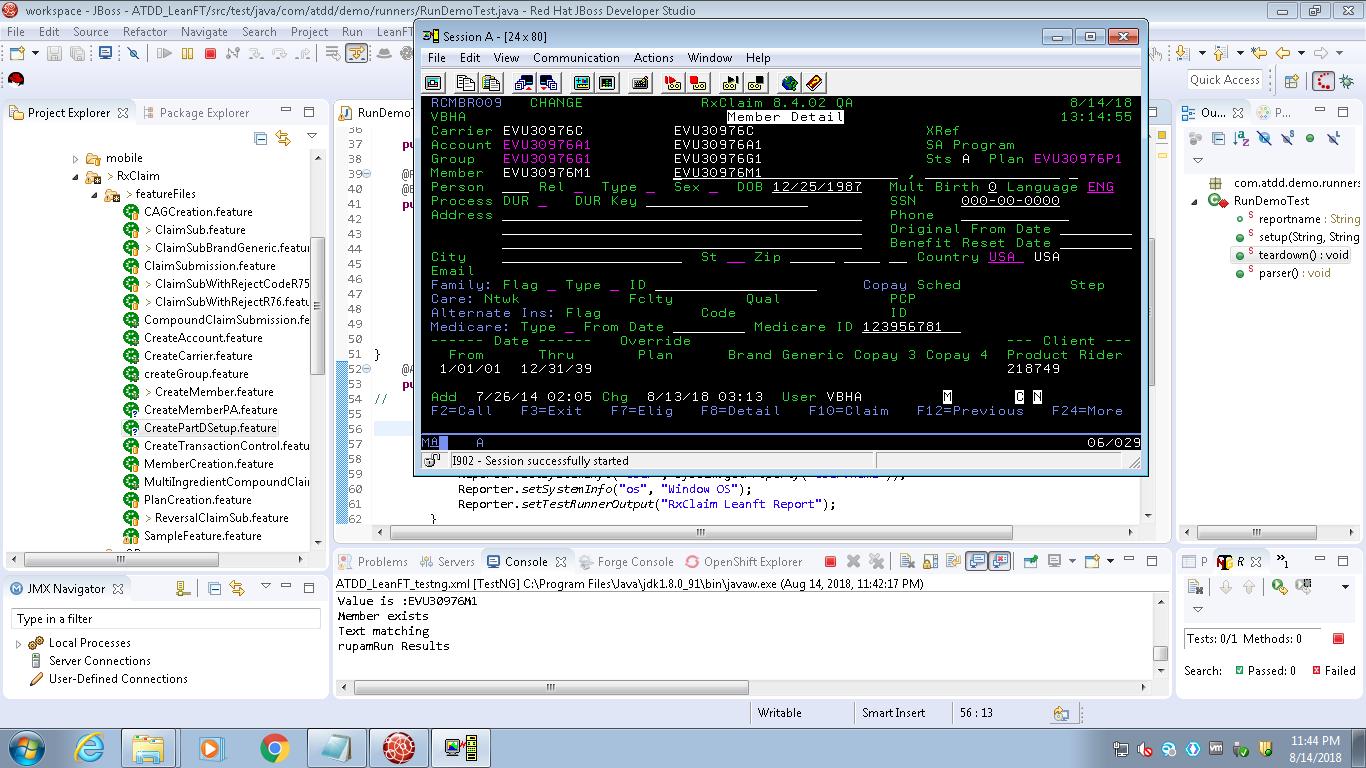 workspace - JBoss - ATDD_LeanFT/src/test/java/com/atdd/demo/runners/RunDemoTest.java - Red Hat JBoss Developer Studio
File Edit Source Refactor Navigate Search Project Run LeanFT
Quick Access
Project Explorer Package Explorer
mobile
> RxClaim
> featureFiles
CAGCreation.feature
> ClaimSub.feature
> ClaimSubBrandGeneric.featur
ClaimSubmission.feature
> ClaimSubWithRejectCodeR75
> ClaimSubWithRejectR76.featu
CompoundClaimSubmission.fe
CreateAccount.feature
CreateCarrier.feature
createGroup.feature
> CreateMember.feature
CreateMemberPA.feature
CreatePartDSetup.feature
CreateTransactionControl.feature
MemberCreation.feature
MultiIngredientCompoundClai
PlanCreation.feature
> ReversalClaimSub.feature
SampleFeature.feature
JMX Navigator
Type in a filter
Local Processes
Server Connections
User-Defined Connections
RunDemoT
36
37 pu
38
39
40
41 pu
42
43
44
45
46
47
48
49
50
51 }
52 @A
53 pu
54 //
55
56
57
58
59
60 Reporter.setSystemInfo("os", "Window OS");
61 Reporter.setTestRunnerOutput("RxClaim Leanft Report");
62 }
Session A - [24 x 80]
File Edit View Communication Actions Window Help
RCMBR009 CHANGE RxClaim 8.4.02 QA 8/14/18
VBHA Member Detail 13:14:55
Carrier EVU30976C EVU30976C XRef
Account EVU30976A1 EVU30976A1 SA Program
Group EVU30976G1 EVU30976G1 Sts A Plan EVU30976P1
Member EVU30976M1 EVU30976M1 ,
Person Rel Type Sex DOB 12/25/1987 Mult Birth 0 Language ENG
Process DUR DUR Key SSN 000-00-0000
Address Phone
Original From Date
Benefit Reset Date
City St Zip Country USA USA
Email
Family: Flag Type ID Copay Sched Step
Care: Ntwk Fclty Qual PCP
Alternate Ins: Flag Code ID
Medicare: Type From Date Medicare ID 123956781
------ Date ------ Override --- Client ---
From Thru Plan Brand Generic Copay 3 Copay 4 Product Rider
1/01/01 12/31/39 218749
Add 7/26/14 02:05 Chg 8/13/18 03:13 User VBHA M C N
F2=Call F3=Exit F7=Elig F8=Detail F10=Claim F12=Previous F24=More
MA A 06/029
I902 - Session successfully started
Problems Servers Console Forge Console OpenShift Explorer
ATDD_LeanFT_testng.xml [TestNG] C:\Program Files\Java\jdk1.8.0_91\bin\javaw.exe (Aug 14, 2018, 11:42:17 PM)
Value is :EVU30976M1
Member exists
Text matching
rupamRun Results
Ou... P...
com.atdd.demo.runners
RunDemoTest
reportname : String
setup(String, String
teardown() : void
parser() : void
P R
Tests: 0/1 Methods: 0
Search: Passed: 0 Failed
Writable Smart Insert 56 : 13
11:44 PM
8/14/2018